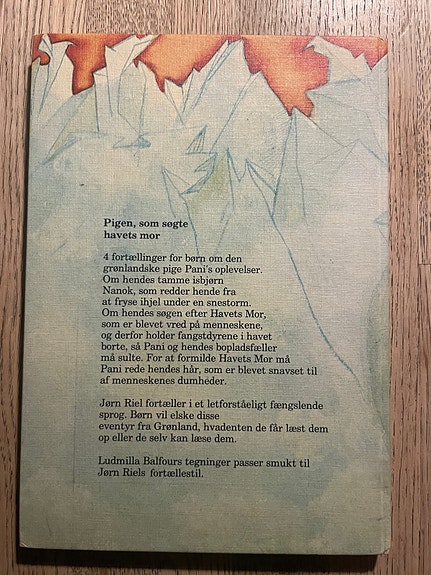 Pigen, som søgte
havets mor
4 fortællinger for børn om den
grønlandske pige Pani's oplevelser.
Om hendes tamme isbjørn
Nanok, som redder hende fra
at fryse ihjel under en snestorm.
Om hendes søgen efter Havets Mor,
som er blevet vred på menneskene,
og derfor holder fangstdyrene i havet
borte, så Pani og hendes bopladsfæller
må sulte. For at formilde Havets Mor må
Pani rede hendes hår, som er blevet snavset til
af menneskenes dumheder.
Jørn Riel fortæller i et letforståeligt fængslende
sprog. Børn vil elske disse
eventyr fra Grønland, hvadenten de får læst dem
op eller de selv kan læse dem.
Ludmilla Balfours tegninger passer smukt til
Jørn Riels fortællestil.